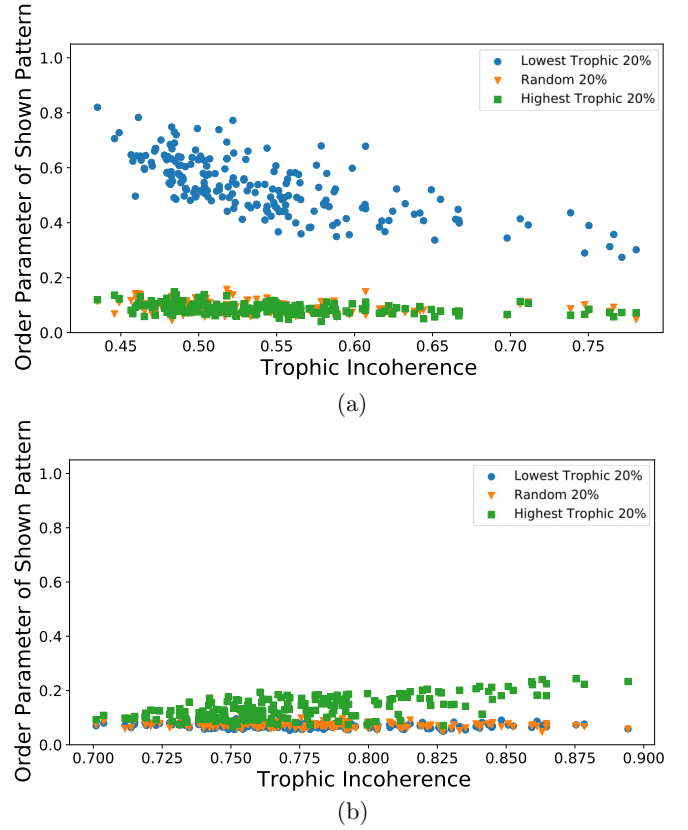 Order Parameter of Shown Pattern
1.0
0.8
0.6
0.4
0.2
0.0
Lowest Trophic 20%
Random 20%
Highest Trophic 20%
0.45 0.50 0.55 0.60 0.65 0.70 0.75
Trophic Incoherence
(a)
Order Parameter of Shown Pattern
1.0
0.8
0.6
0.4
0.2
0.0
Lowest Trophic 20%
Random 20%
Highest Trophic 20%
0.700 0.725 0.750 0.775 0.800 0.825 0.850 0.875 0.900
Trophic Incoherence
(b)